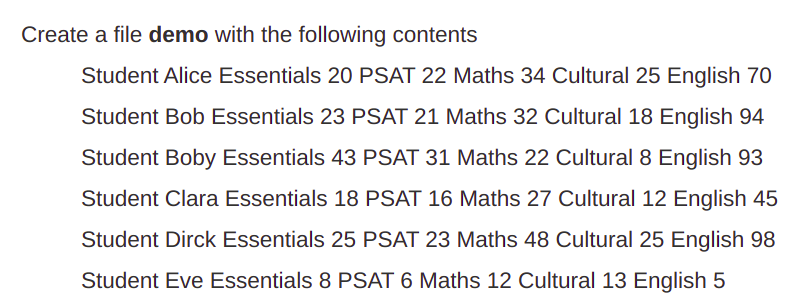 Create a file demo with the following contents
Student Alice Essentials 20 PSAT 22 Maths 34 Cultural 25 English 70
Student Bob Essentials 23 PSAT 21 Maths 32 Cultural 18 English 94
Student Boby Essentials 43 PSAT 31 Maths 22 Cultural 8 English 93
Student Clara Essentials 18 PSAT 16 Maths 27 Cultural 12 English 45
Student Dirck Essentials 25 PSAT 23 Maths 48 Cultural 25 English 98
Student Eve Essentials 8 PSAT 6 Maths 12 Cultural 13 English 5